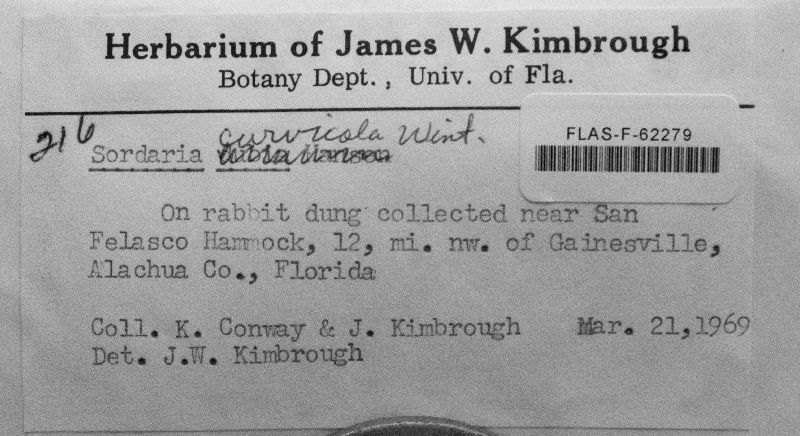 Herbarium of James W. Kimbrough
Botany Dept., Univ. of Fla.
216
curvicola Wint.
FLAS-F-62279
Sordaria Hansen
On rabbit dung collected near San
Felasco Hammock, 12, mi. nw. of Gainesville,
Alachua Co., Florida
Coll. K. Conway & J. Kimbrough Mar. 21,1969
Det. J.W. Kimbrough